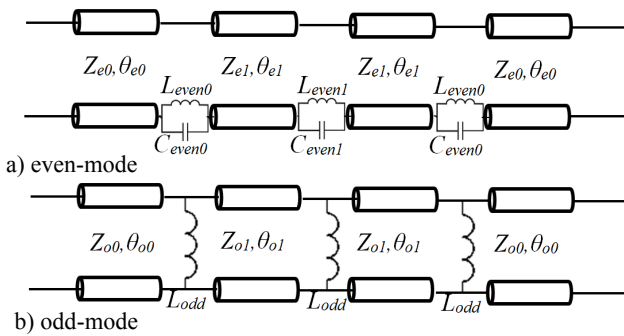 Z_{e0},θ_{e0} Z_{e1},θ_{e1} Z_{e1},θ_{e1} Z_{e0},θ_{e0}
L_{even0} L_{even1} L_{even0}
C_{even0} C_{even1} C_{even0}
a) even-mode
Z_{o0},θ_{o0} Z_{o1},θ_{o1} Z_{o1},θ_{o1} Z_{o0},θ_{o0}
L_{odd} L_{odd} L_{odd}
b) odd-mode